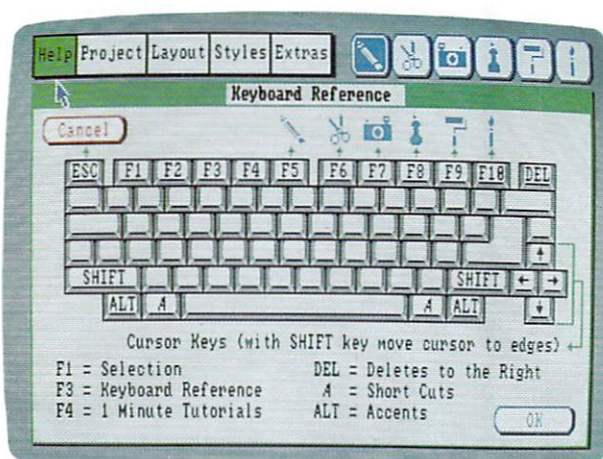 Help Project Layout Styles Extras
Keyboard Reference
Cancel
ESC F1 F2 F3 F4 F5 F6 F7 F8 F9 F10 DEL
SHIFT SHIFT
ALT A A ALT
Cursor Keys (with SHIFT key move cursor to edges)
F1 = Selection DEL = Deletes to the Right
F3 = Keyboard Reference A = Short Cuts
F4 = 1 Minute Tutorials ALT = Accents
OK